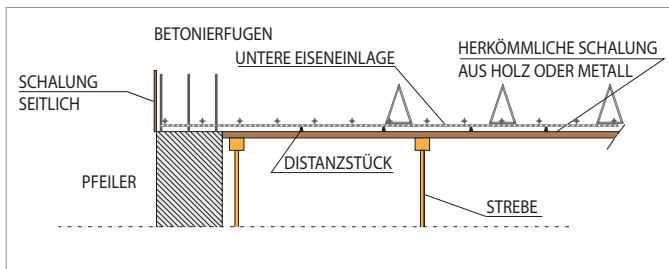 BETONIERFUGEN
UNTERE EISENEINLAGE
HERKÖMMLICHE SCHALUNG
AUS HOLZ ODER METALL
SCHALUNG
SEITLICH
DISTANZSTÜCK
PFEILER
STREBE